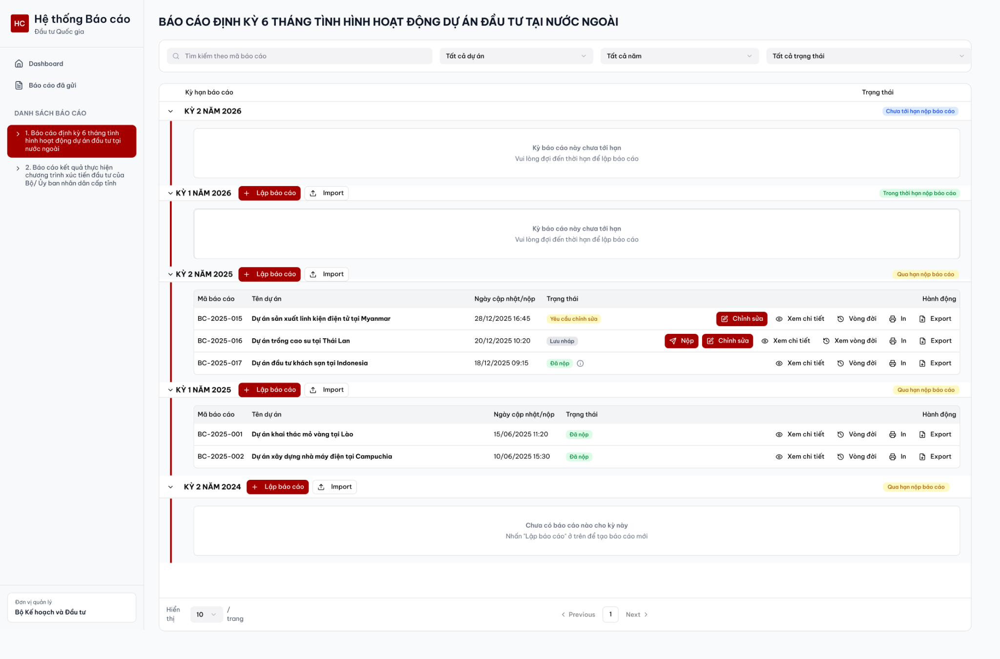 HC
Hệ thống Báo cáo
Đầu tư Quốc gia
Dashboard
Báo cáo đã gửi
DANH SÁCH BÁO CÁO
1. Báo cáo định kỳ 6 tháng tình
hình hoạt động dự án đầu tư tại
nước ngoài
2. Báo cáo kết quả thực hiện
chương trình xúc tiến đầu tư của
Bộ/ Ủy ban nhân dân cấp tỉnh
Đơn vị quản lý
Bộ Kế hoạch và Đầu tư
BÁO CÁO ĐỊNH KỲ 6 THÁNG TÌNH HÌNH HOẠT ĐỘNG DỰ ÁN ĐẦU TƯ TẠI NƯỚC NGOÀI
Tìm kiếm theo mã báo cáo Tất cả dự án Tất cả năm Tất cả trạng thái
Kỳ hạn báo cáo Trạng thái
KỲ 2 NĂM 2026 Chưa tới hạn nộp báo cáo
Kỳ báo cáo này chưa tới hạn
Vui lòng đợi đến thời hạn để lập báo cáo
KỲ 1 NĂM 2026 Lập báo cáo Import Trong thời hạn nộp báo cáo
Kỳ báo cáo này chưa tới hạn
Vui lòng đợi đến thời hạn để lập báo cáo
KỲ 2 NĂM 2025 Lập báo cáo Import Qua hạn nộp báo cáo
Mã báo cáo Tên dự án Ngày cập nhật/nộp Trạng thái Hành động
BC-2025-015 Dự án sản xuất linh kiện điện tử tại Myanmar 28/12/2025 16:45 Yêu cầu chỉnh sửa Chỉnh sửa Xem chi tiết Vòng đời In Export
BC-2025-016 Dự án trồng cao su tại Thái Lan 20/12/2025 10:20 Lưu nháp Nộp Chỉnh sửa Xem chi tiết Xem vòng đời In Export
BC-2025-017 Dự án đầu tư khách sạn tại Indonesia 18/12/2025 09:15 Đã nộp Xem chi tiết Vòng đời In Export
KỲ 1 NĂM 2025 Lập báo cáo Import Qua hạn nộp báo cáo
Mã báo cáo Tên dự án Ngày cập nhật/nộp Trạng thái Hành động
BC-2025-001 Dự án khai thác mỏ vàng tại Lào 15/06/2025 11:20 Đã nộp Xem chi tiết Vòng đời In Export
BC-2025-002 Dự án xây dựng nhà máy điện tại Campuchia 10/06/2025 15:30 Đã nộp Xem chi tiết Vòng đời In Export
KỲ 2 NĂM 2024 Lập báo cáo Import Qua hạn nộp báo cáo
Chưa có báo cáo nào cho kỳ này
Nhấn "Lập báo cáo" ở trên để tạo báo cáo mới
Hiển
thị
10
/
trang
Previous 1 Next